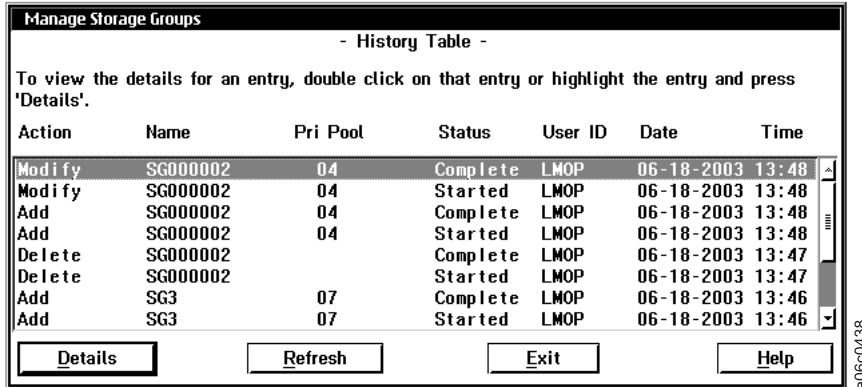 Manage Storage Groups
- History Table -
To view the details for an entry, double click on that entry or highlight the entry and press
'Details'.
Action Name Pri Pool Status User ID Date Time
Modify SG000002 04 Complete LMOP 06-18-2003 13:48
Modify SG000002 04 Started LMOP 06-18-2003 13:48
Add SG000002 04 Complete LMOP 06-18-2003 13:48
Add SG000002 04 Started LMOP 06-18-2003 13:48
Delete SG000002 Complete LMOP 06-18-2003 13:47
Delete SG000002 Started LMOP 06-18-2003 13:47
Add SG3 07 Complete LMOP 06-18-2003 13:46
Add SG3 07 Started LMOP 06-18-2003 13:46
Details Refresh Exit Help
a06c0438